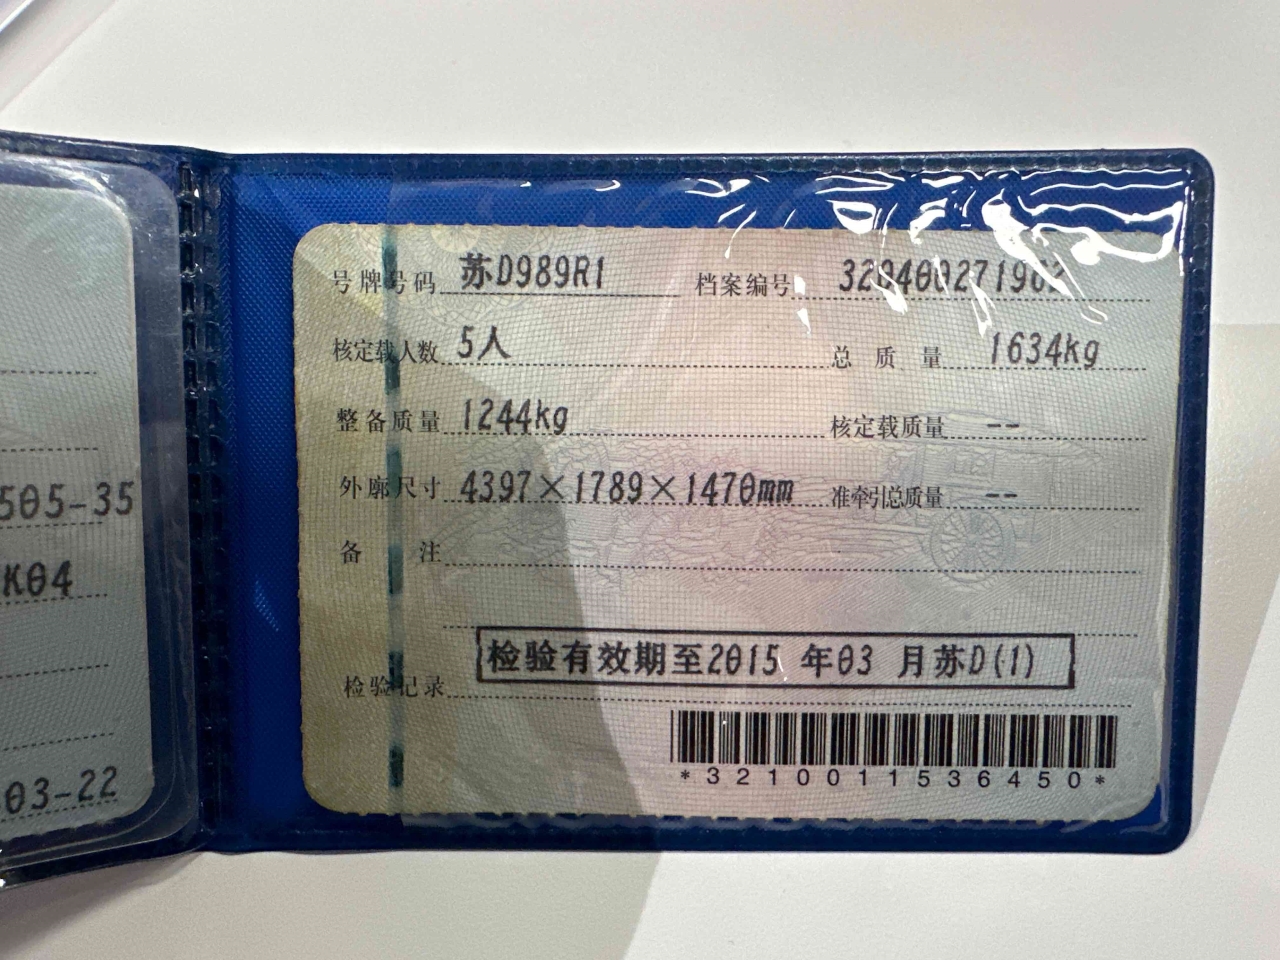 505-35
K04
03-22
号牌号码 苏D989R1 档案编号 320400271962
核定载人数 5人 总质量 1634kg
整备质量 1244kg 核定载质量 --
外廓尺寸 4397×1789×1470mm 准牵引总质量 --
备注
检验有效期至2015 年03 月苏D(1)
检验记录
*3210011536450*